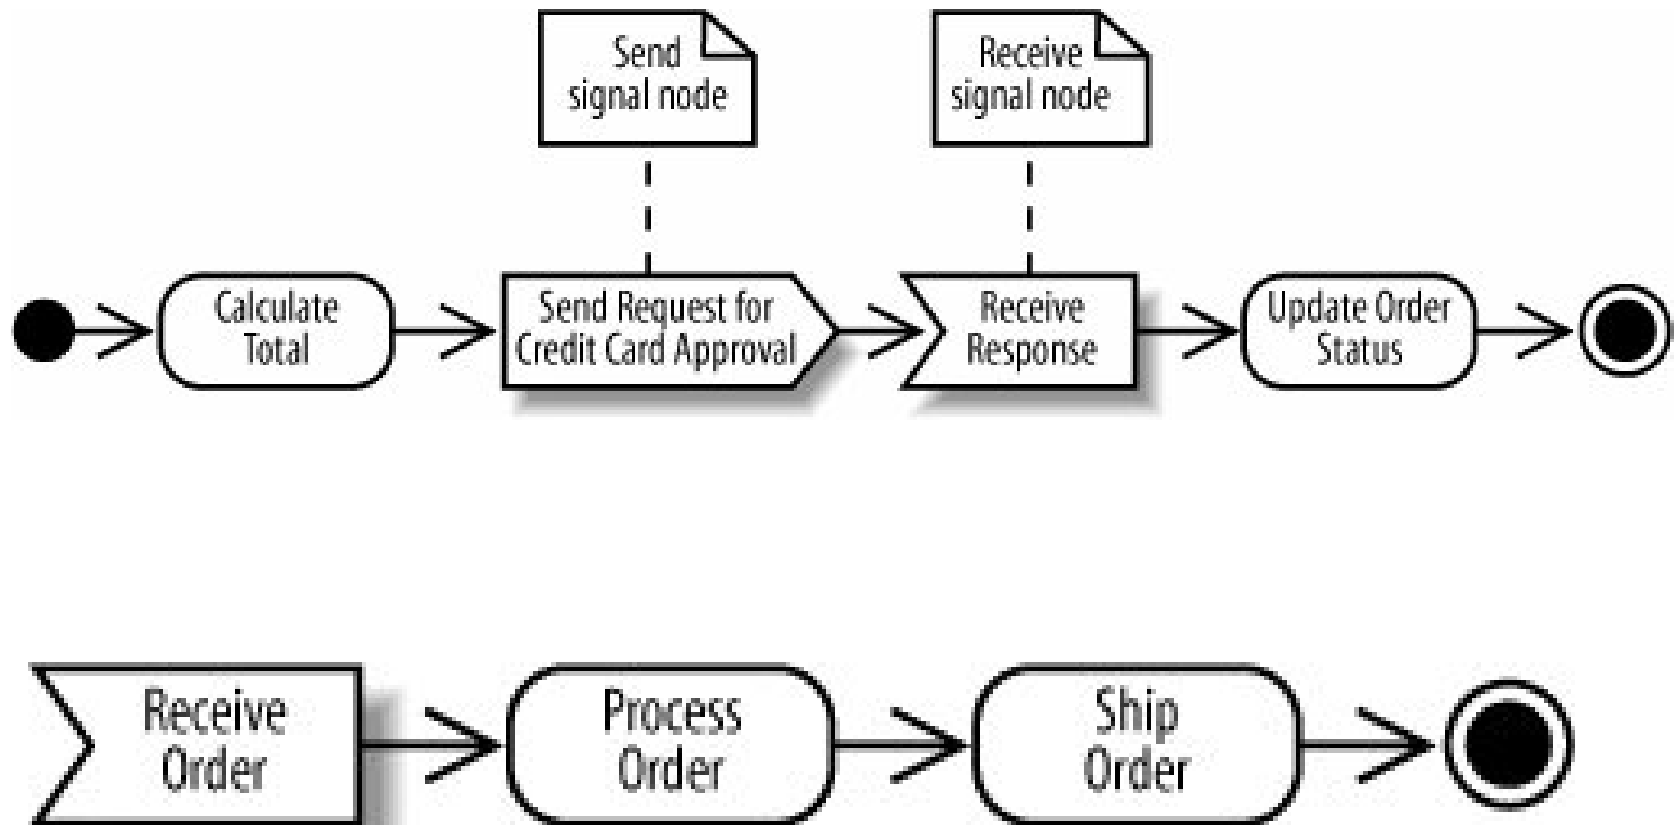 Send
signal node
Receive
signal node
Calculate
Total
Send Request for
Credit Card Approval
Receive
Response
Update Order
Status
Receive
Order
Process
Order
Ship
Order